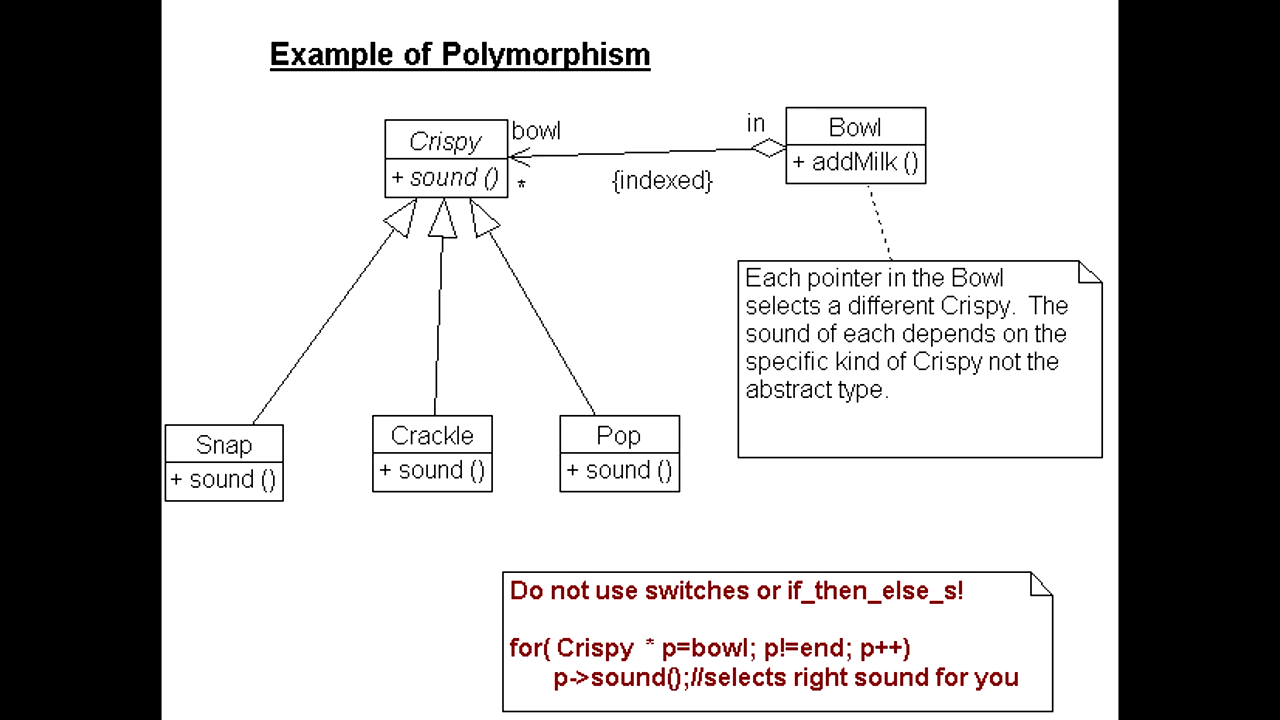 Example of Polymorphism
Crispy
+ sound ()
bowl
*
{indexed}
in
Bowl
+ addMilk ()
Each pointer in the Bowl
selects a different Crispy. The
sound of each depends on the
specific kind of Crispy not the
abstract type.
Snap
+ sound ()
Crackle
+ sound ()
Pop
+ sound ()
Do not use switches or if_then_else_s!
for( Crispy * p=bowl; p!=end; p++)
p->sound();//selects right sound for you